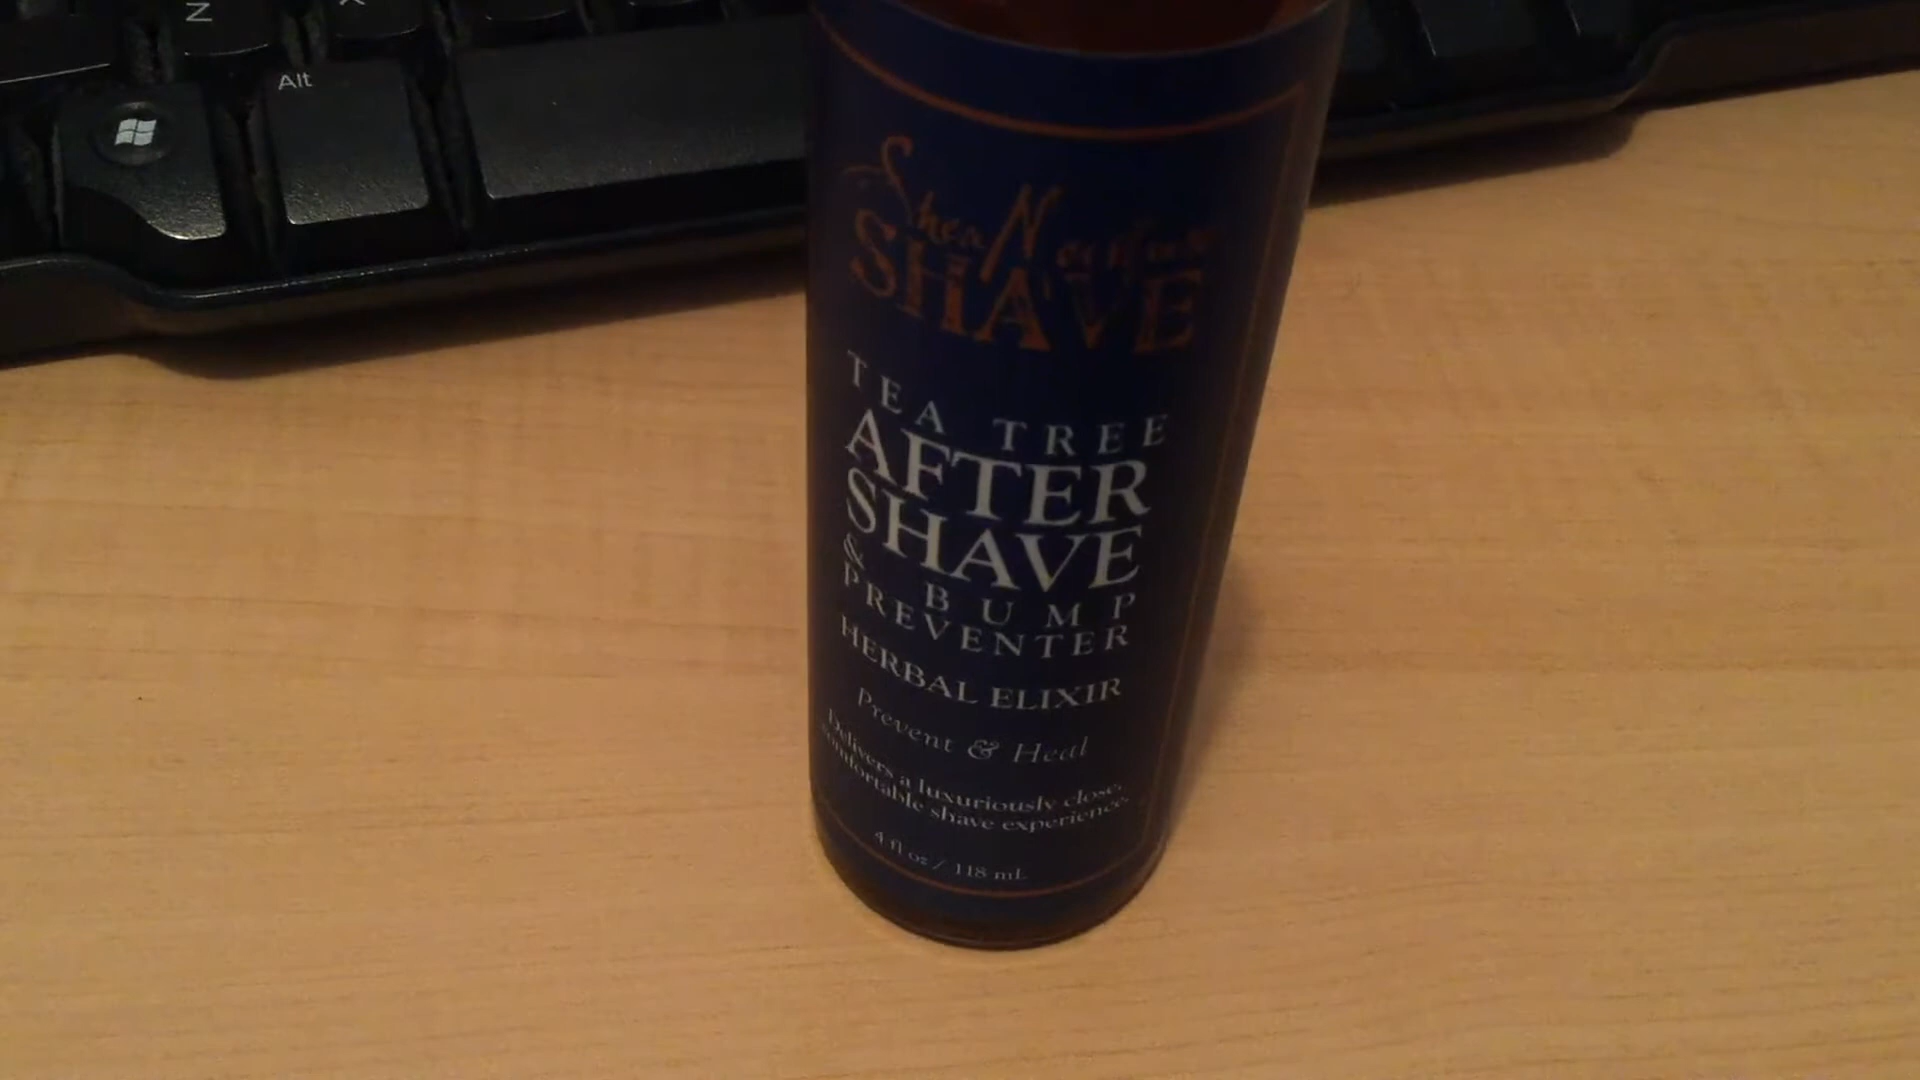 Z
Alt
Shea
SHAVE
TEA TREE
AFTER
SHAVE
& BUMP
PREVENTER
HERBAL ELIXIR
Prevent & Heal
Delivers a luxuriously close,
comfortable shave experience.
4 fl oz / 118 mL